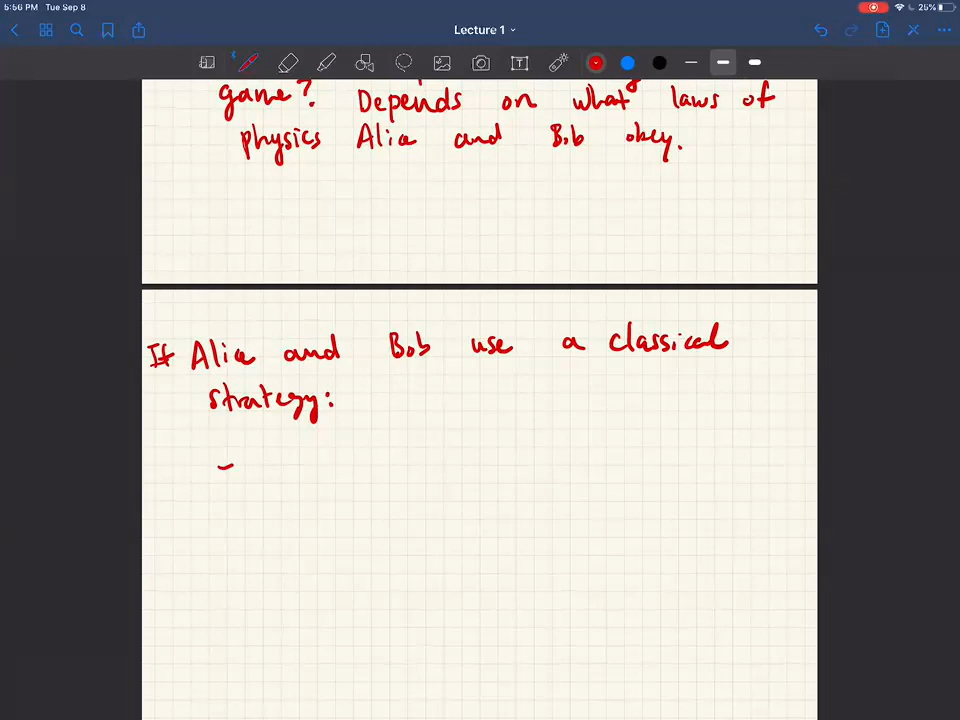 5:56 PM Tue Sep 8
25%
Lecture 1
game? Depends on what laws of
physics Alice and Bob obey.
If Alice and Bob use a classical
strategy:
-